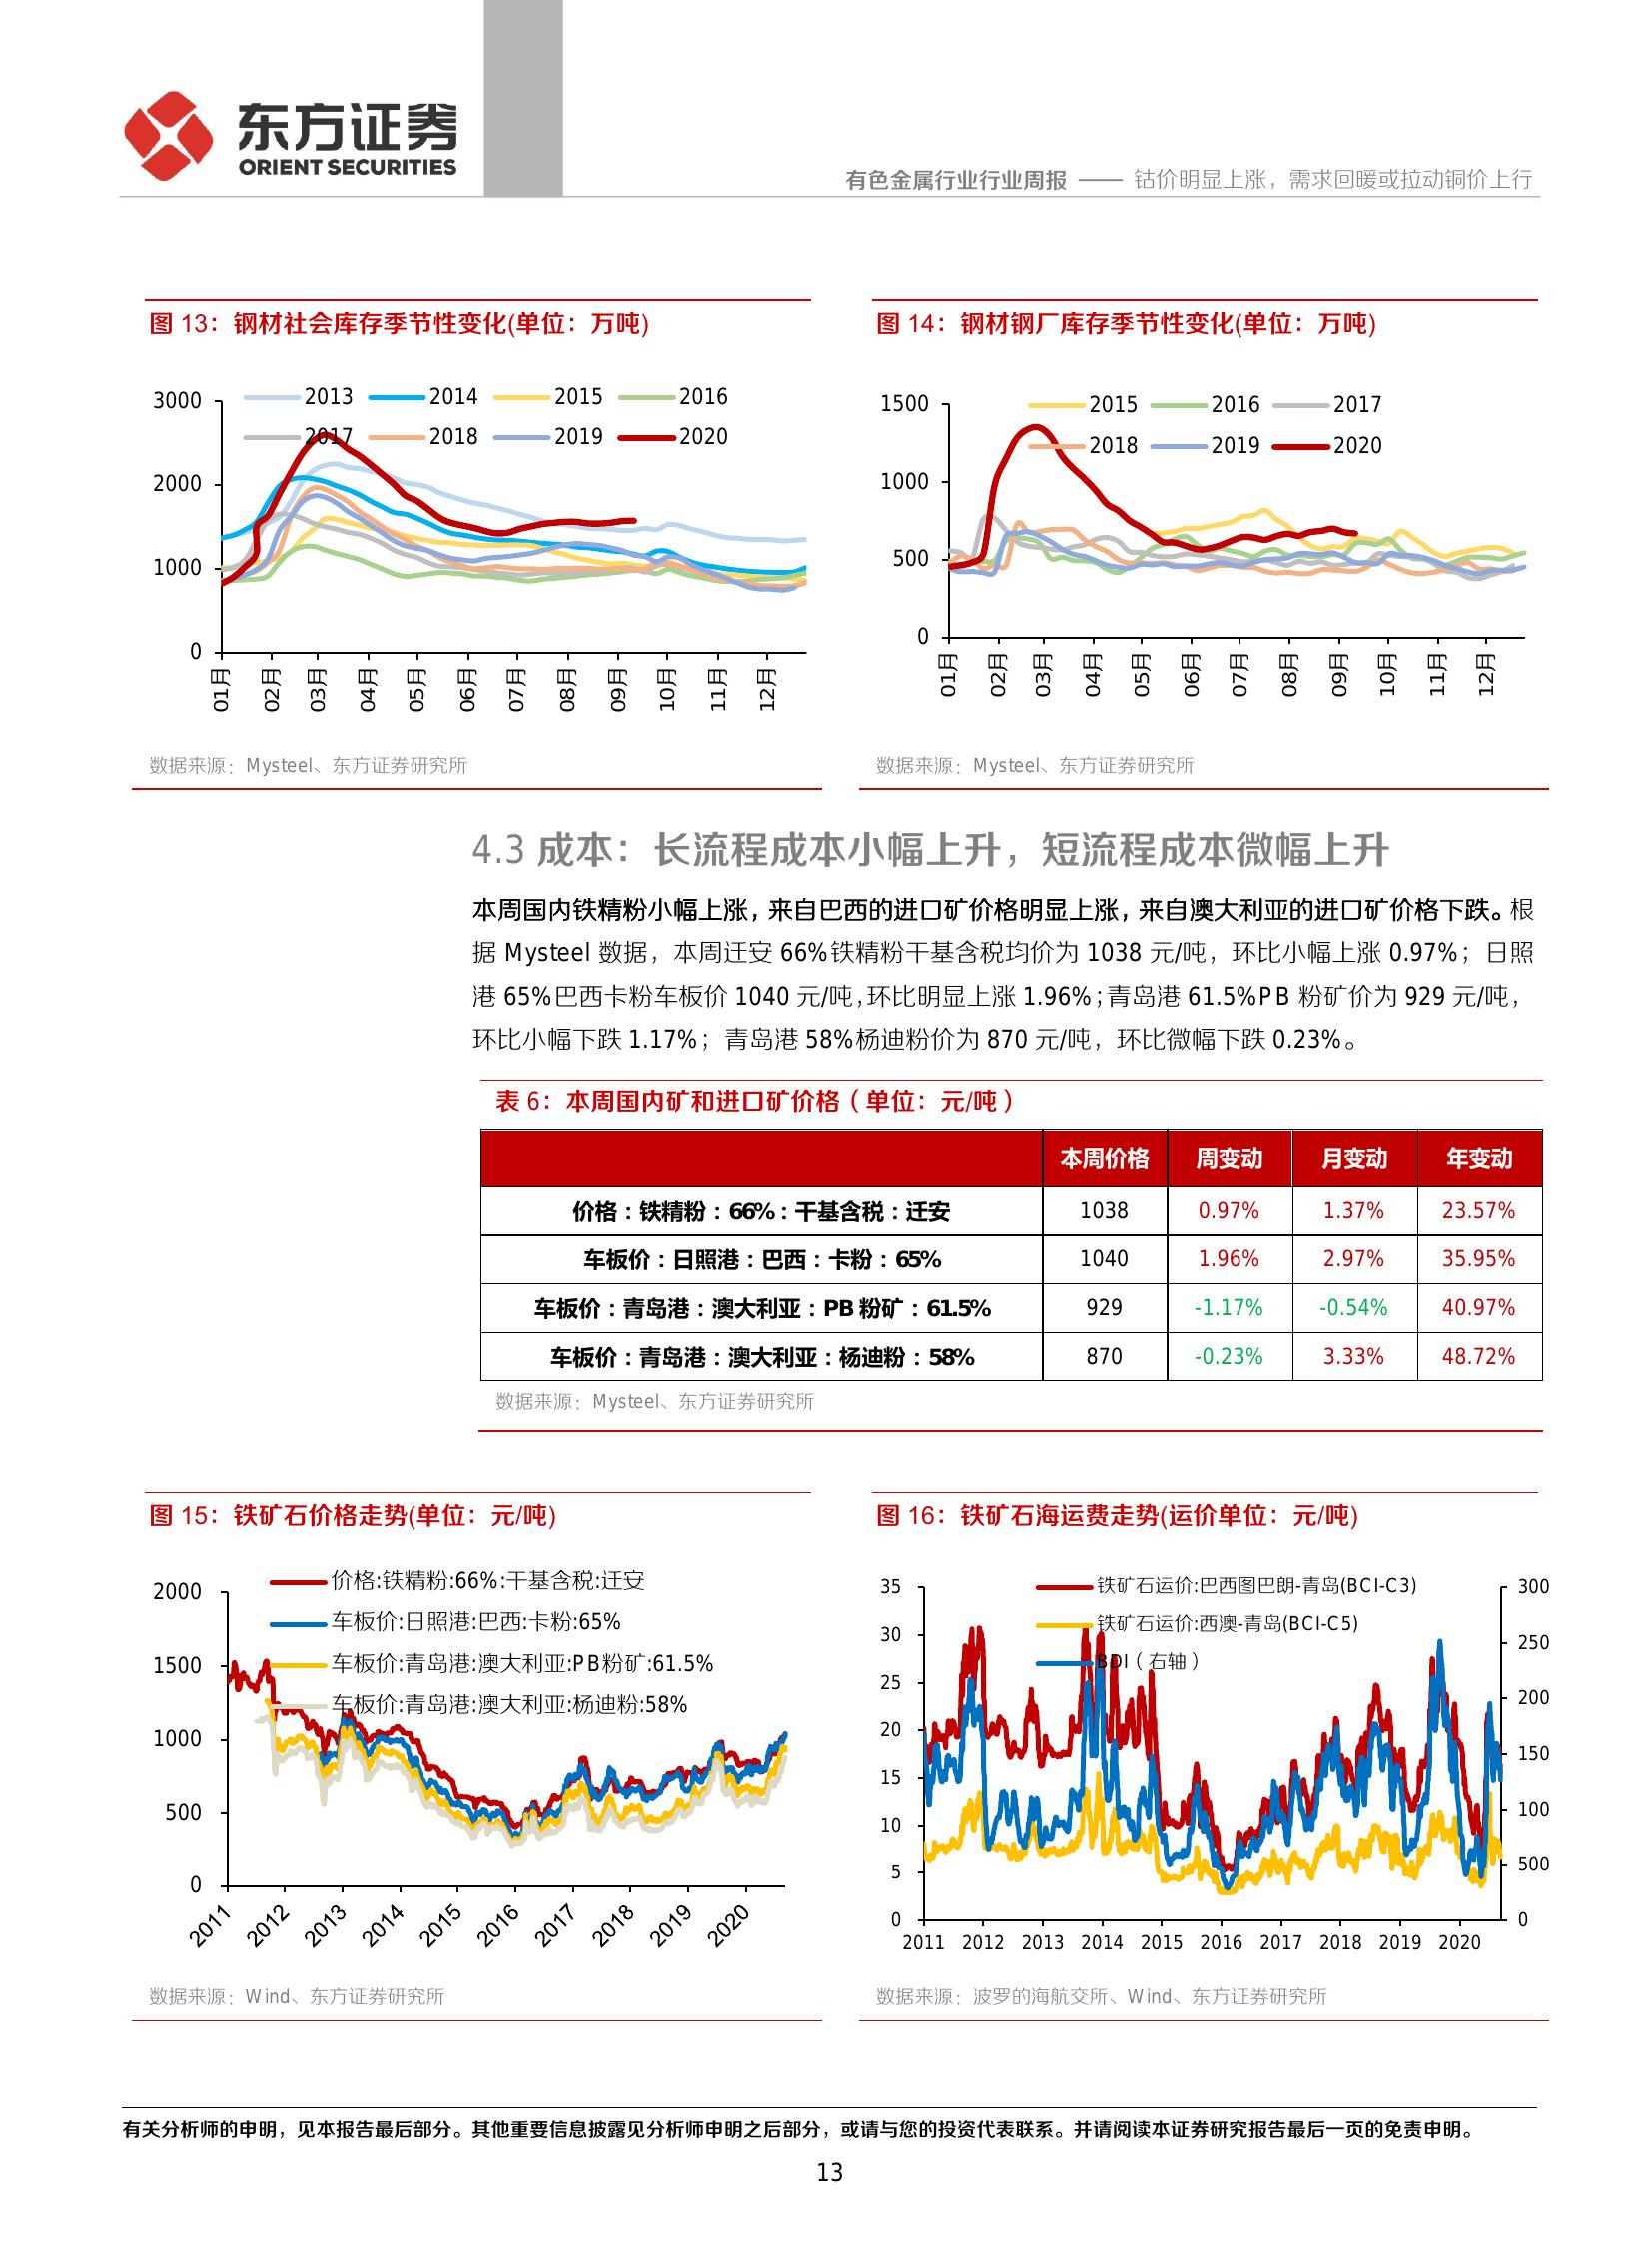 东方证券
ORIENT SECURITIES
有色金属行业行业周报 —— 钴价明显上涨，需求回暖或拉动铜价上行
图 13：钢材社会库存季节性变化(单位：万吨)
3000
2000
1000
0
2013 2014 2015 2016
2017 2018 2019 2020
01月 02月 03月 04月 05月 06月 07月 08月 09月 10月 11月 12月
数据来源：Mysteel、东方证券研究所
图 14：钢材钢厂库存季节性变化(单位：万吨)
1500
1000
500
0
2015 2016 2017
2018 2019 2020
01月 02月 03月 04月 05月 06月 07月 08月 09月 10月 11月 12月
数据来源：Mysteel、东方证券研究所
4.3 成本：长流程成本小幅上升，短流程成本微幅上升
本周国内铁精粉小幅上涨，来自巴西的进口矿价格明显上涨，来自澳大利亚的进口矿价格下跌。根
据 Mysteel 数据，本周迁安 66%铁精粉干基含税均价为 1038 元/吨，环比小幅上涨 0.97%；日照
港 65%巴西卡粉车板价 1040 元/吨，环比明显上涨 1.96%；青岛港 61.5%PB 粉矿价为 929 元/吨，
环比小幅下跌 1.17%；青岛港 58%杨迪粉价为 870 元/吨，环比微幅下跌 0.23%。
表 6：本周国内矿和进口矿价格（单位：元/吨）
本周价格 周变动 月变动 年变动
价格：铁精粉：66%：干基含税：迁安 1038 0.97% 1.37% 23.57%
车板价：日照港：巴西：卡粉：65% 1040 1.96% 2.97% 35.95%
车板价：青岛港：澳大利亚：PB 粉矿：61.5% 929 -1.17% -0.54% 40.97%
车板价：青岛港：澳大利亚：杨迪粉：58% 870 -0.23% 3.33% 48.72%
数据来源：Mysteel、东方证券研究所
图 15：铁矿石价格走势(单位：元/吨)
2000
1500
1000
500
0
价格:铁精粉:66%:干基含税:迁安
车板价:日照港:巴西:卡粉:65%
车板价:青岛港:澳大利亚:PB粉矿:61.5%
车板价:青岛港:澳大利亚:杨迪粉:58%
2011 2012 2013 2014 2015 2016 2017 2018 2019 2020
数据来源：Wind、东方证券研究所
图 16：铁矿石海运费走势(运价单位：元/吨)
35
30
25
20
15
10
5
0
铁矿石运价:巴西图巴朗-青岛(BCI-C3)
铁矿石运价:西澳-青岛(BCI-C5)
BDI（右轴）
300
250
200
150
100
500
0
2011 2012 2013 2014 2015 2016 2017 2018 2019 2020
数据来源：波罗的海航交所、Wind、东方证券研究所
有关分析师的申明，见本报告最后部分。其他重要信息披露见分析师申明之后部分，或请与您的投资代表联系。并请阅读本证券研究报告最后一页的免责申明。
13